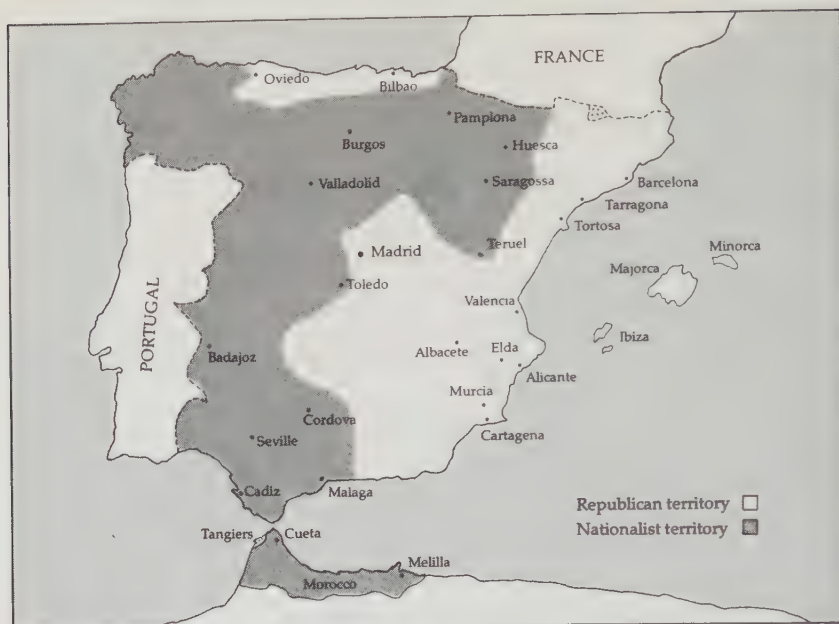 FRANCE
Oviedo
Bilbao
Pamplona
Burgos
Huesca
Valladolid
Saragossa
Barcelona
Tarragona
Tortosa
Madrid
Teruel
Minorca
Majorca
Toledo
Valencia
PORTUGAL
Ibiza
Badajoz
Albacete
Elda
Alicante
Murcia
Cordova
Cartagena
Seville
Cadiz
Malaga
Republican territory
Nationalist territory
Tangiers
Cueta
Melilla
Morocco